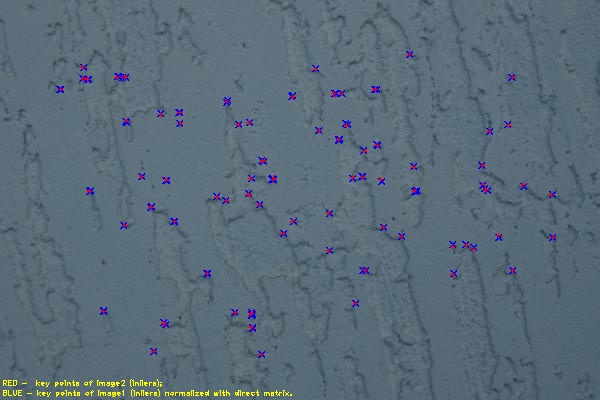 RED - key points of image2 (inliers);
BLUE - key points of image1 (inliers) normalized with direct matrix.